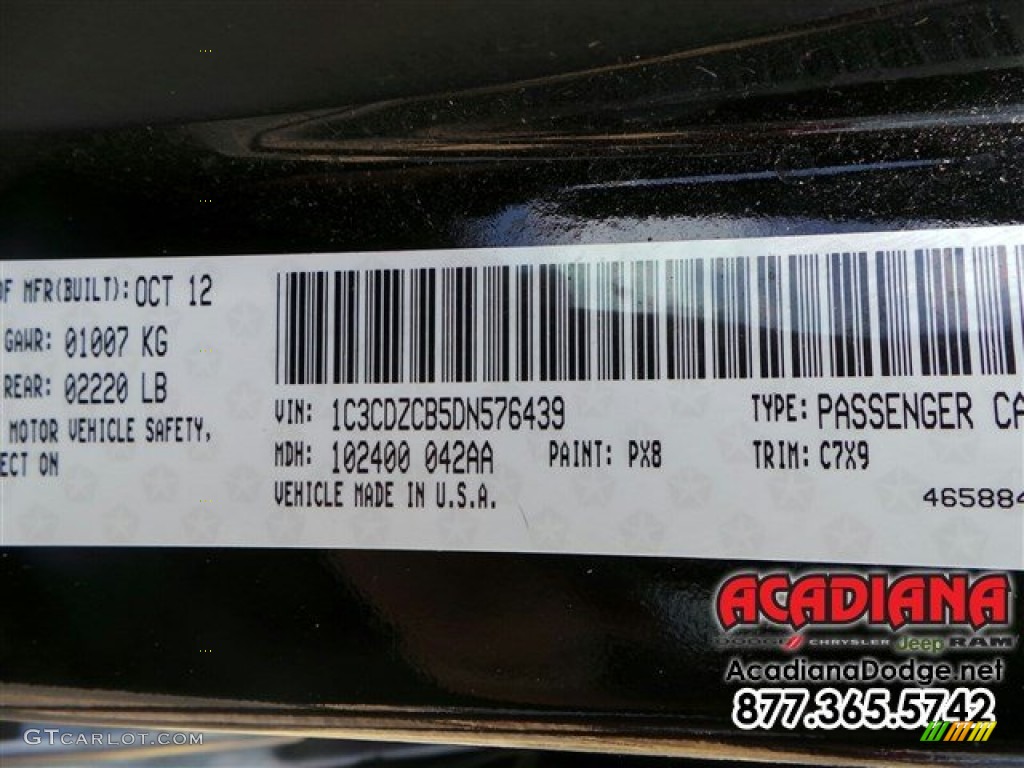 OF MFR(BUILT): OCT 12
GAWR: 01007 KG
REAR: 02220 LB
MOTOR VEHICLE SAFETY,
ECT ON
VIN: 1C3CDZCB5DN576439
TYPE: PASSENGER CA
MDH: 102400 042AA
PAINT: PX8
TRIM: C7X9
VEHICLE MADE IN U.S.A.
465884
ACADIANA
DODGE CHRYSLER Jeep RAM
AcadianaDodge.net
877.365.5742
GTCARLOT.COM